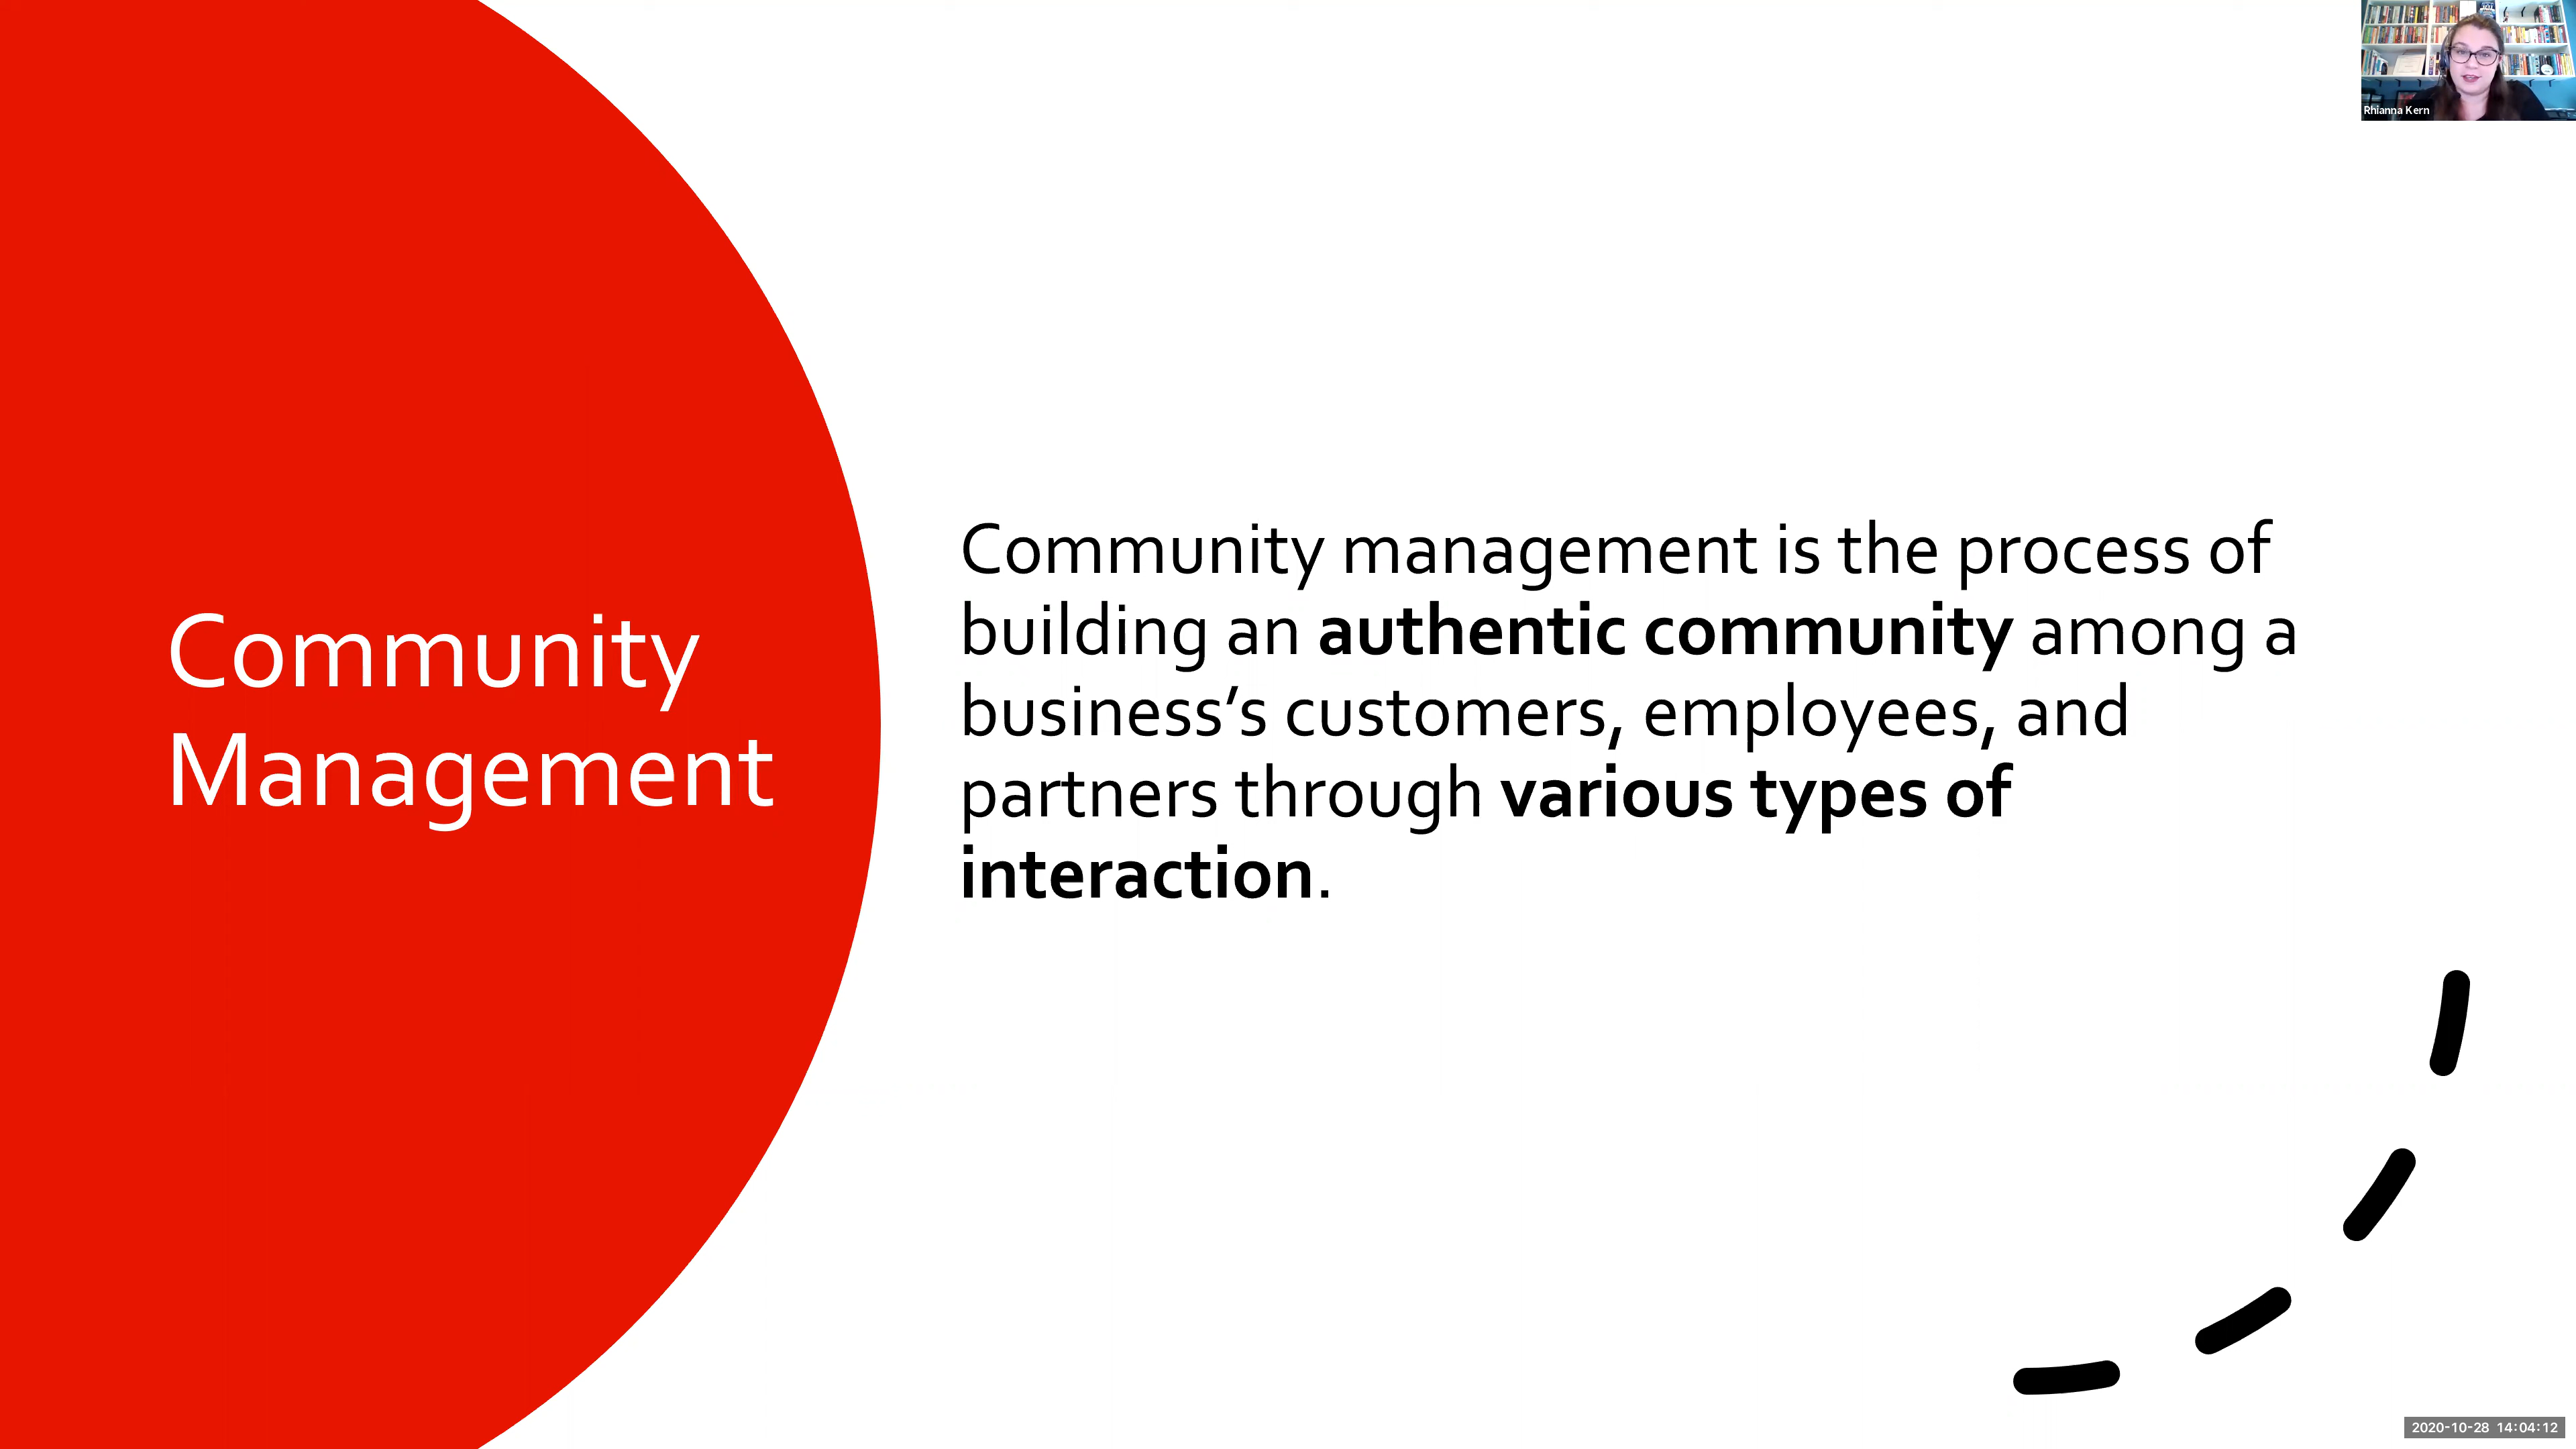 Rhianna Kern
Community
Management
Community management is the process of
building an authentic community among a
business’s customers, employees, and
partners through various types of
interaction.
2020-10-28 14:04:12